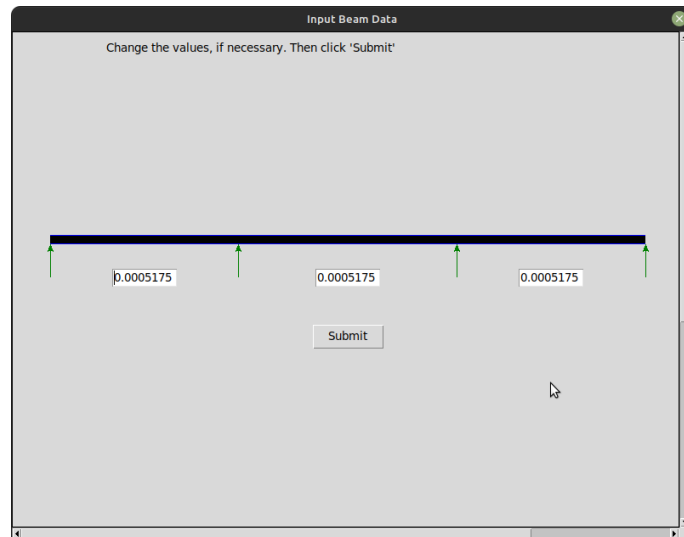 Input Beam Data
Change the values, if necessary. Then click 'Submit'
0.0005175 0.0005175 0.0005175
Submit